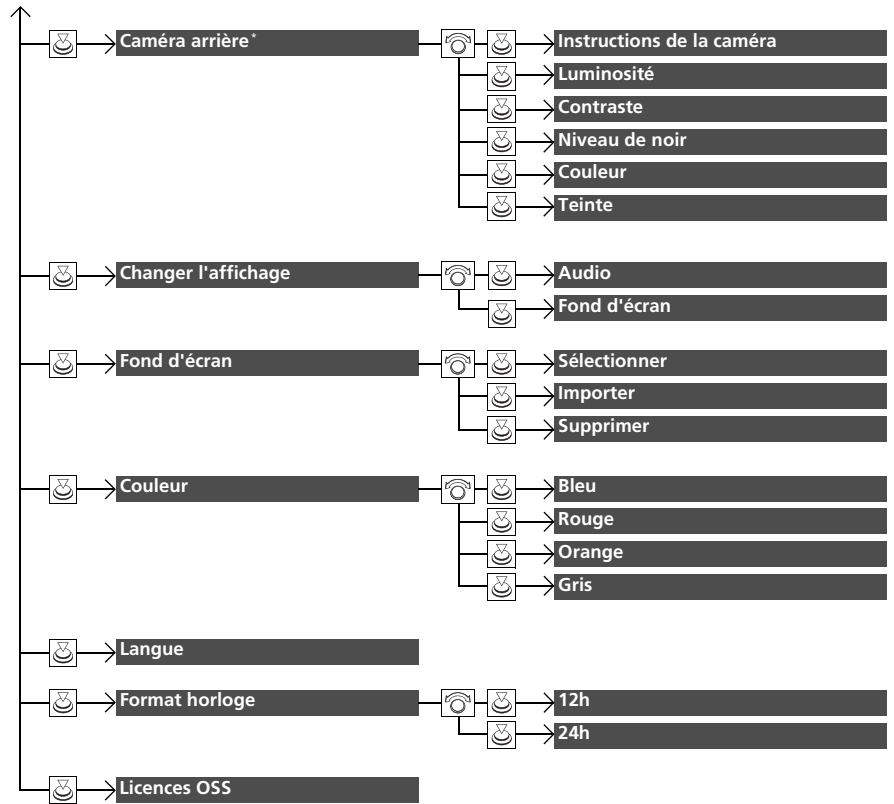 Caméra arrière*
Instructions de la caméra
Luminosité
Contraste
Niveau de noir
Couleur
Teinte
Changer l'affichage
Audio
Fond d'écran
Fond d'écran
Sélectionner
Importer
Supprimer
Couleur
Bleu
Rouge
Orange
Gris
Langue
Format horloge
12h
24h
Licences OSS